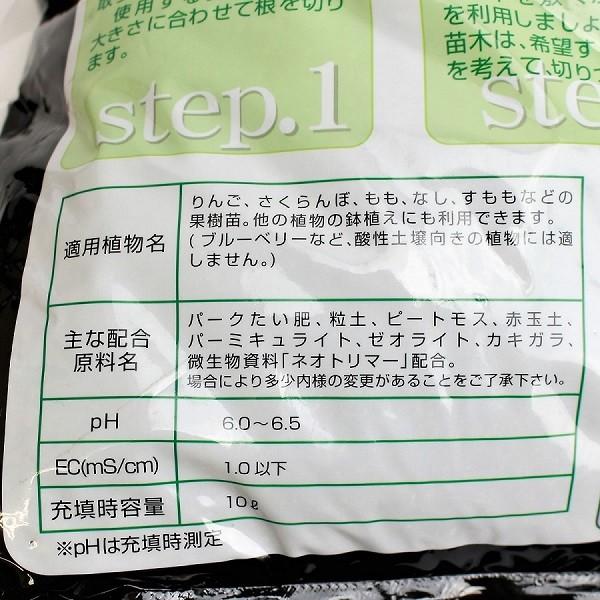 使用する
大きさに合わせて根を切り
ます。
step.1
を利用しましょ
苗木は、希望す
を考えて、切りつ
ste
適用植物名
りんご、さくらんぼ、もも、なし、すももなどの
果樹苗。他の植物の鉢植えにも利用できます。
(ブルーベリーなど、酸性土壌向きの植物には適
しません。)
主な配合
原料名
バークたい肥、粒土、ピートモス、赤玉土、
バーミキュライト、ゼオライト、カキガラ、
微生物資料「ネオトリマー」配合。
場合により多少内様の変更があることをご了承下さい。
pH
6.0～6.5
EC(mS/cm)
1.0以下
充填時容量
10ℓ
※pHは充填時測定